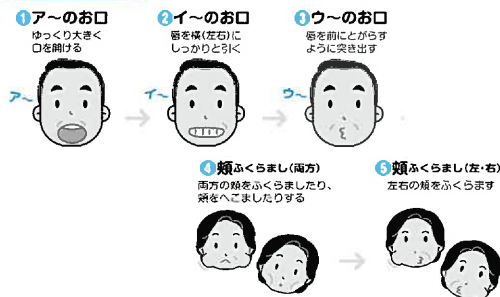 1 ア〜のお口
ゆっくり大きく
口を開ける
ア〜
2 イ〜のお口
唇を横(左右)に
しっかりと引く
イ〜
3 ウ〜のお口
唇を前にとがらす
ように突き出す
ウ〜
4 頬ふくらまし(両方)
両方の頬をふくらましたり、
頬をへこましたりする
5 頬ふくらまし(左・右)
左右の頬をふくらます